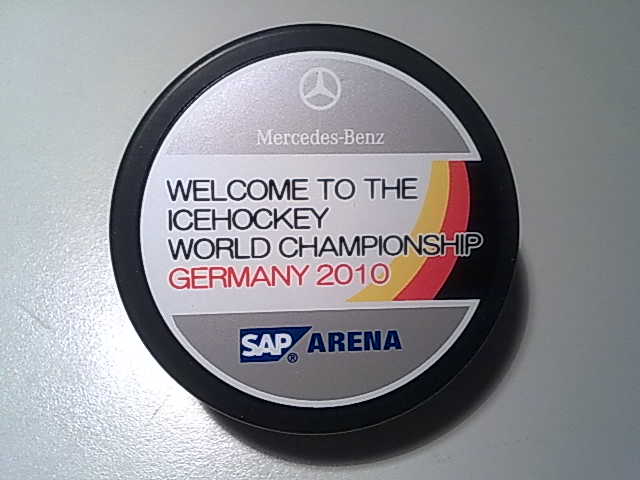 Mercedes-Benz
WELCOME TO THE
ICEHOCKEY
WORLD CHAMPIONSHIP
GERMANY 2010
SAP® ARENA